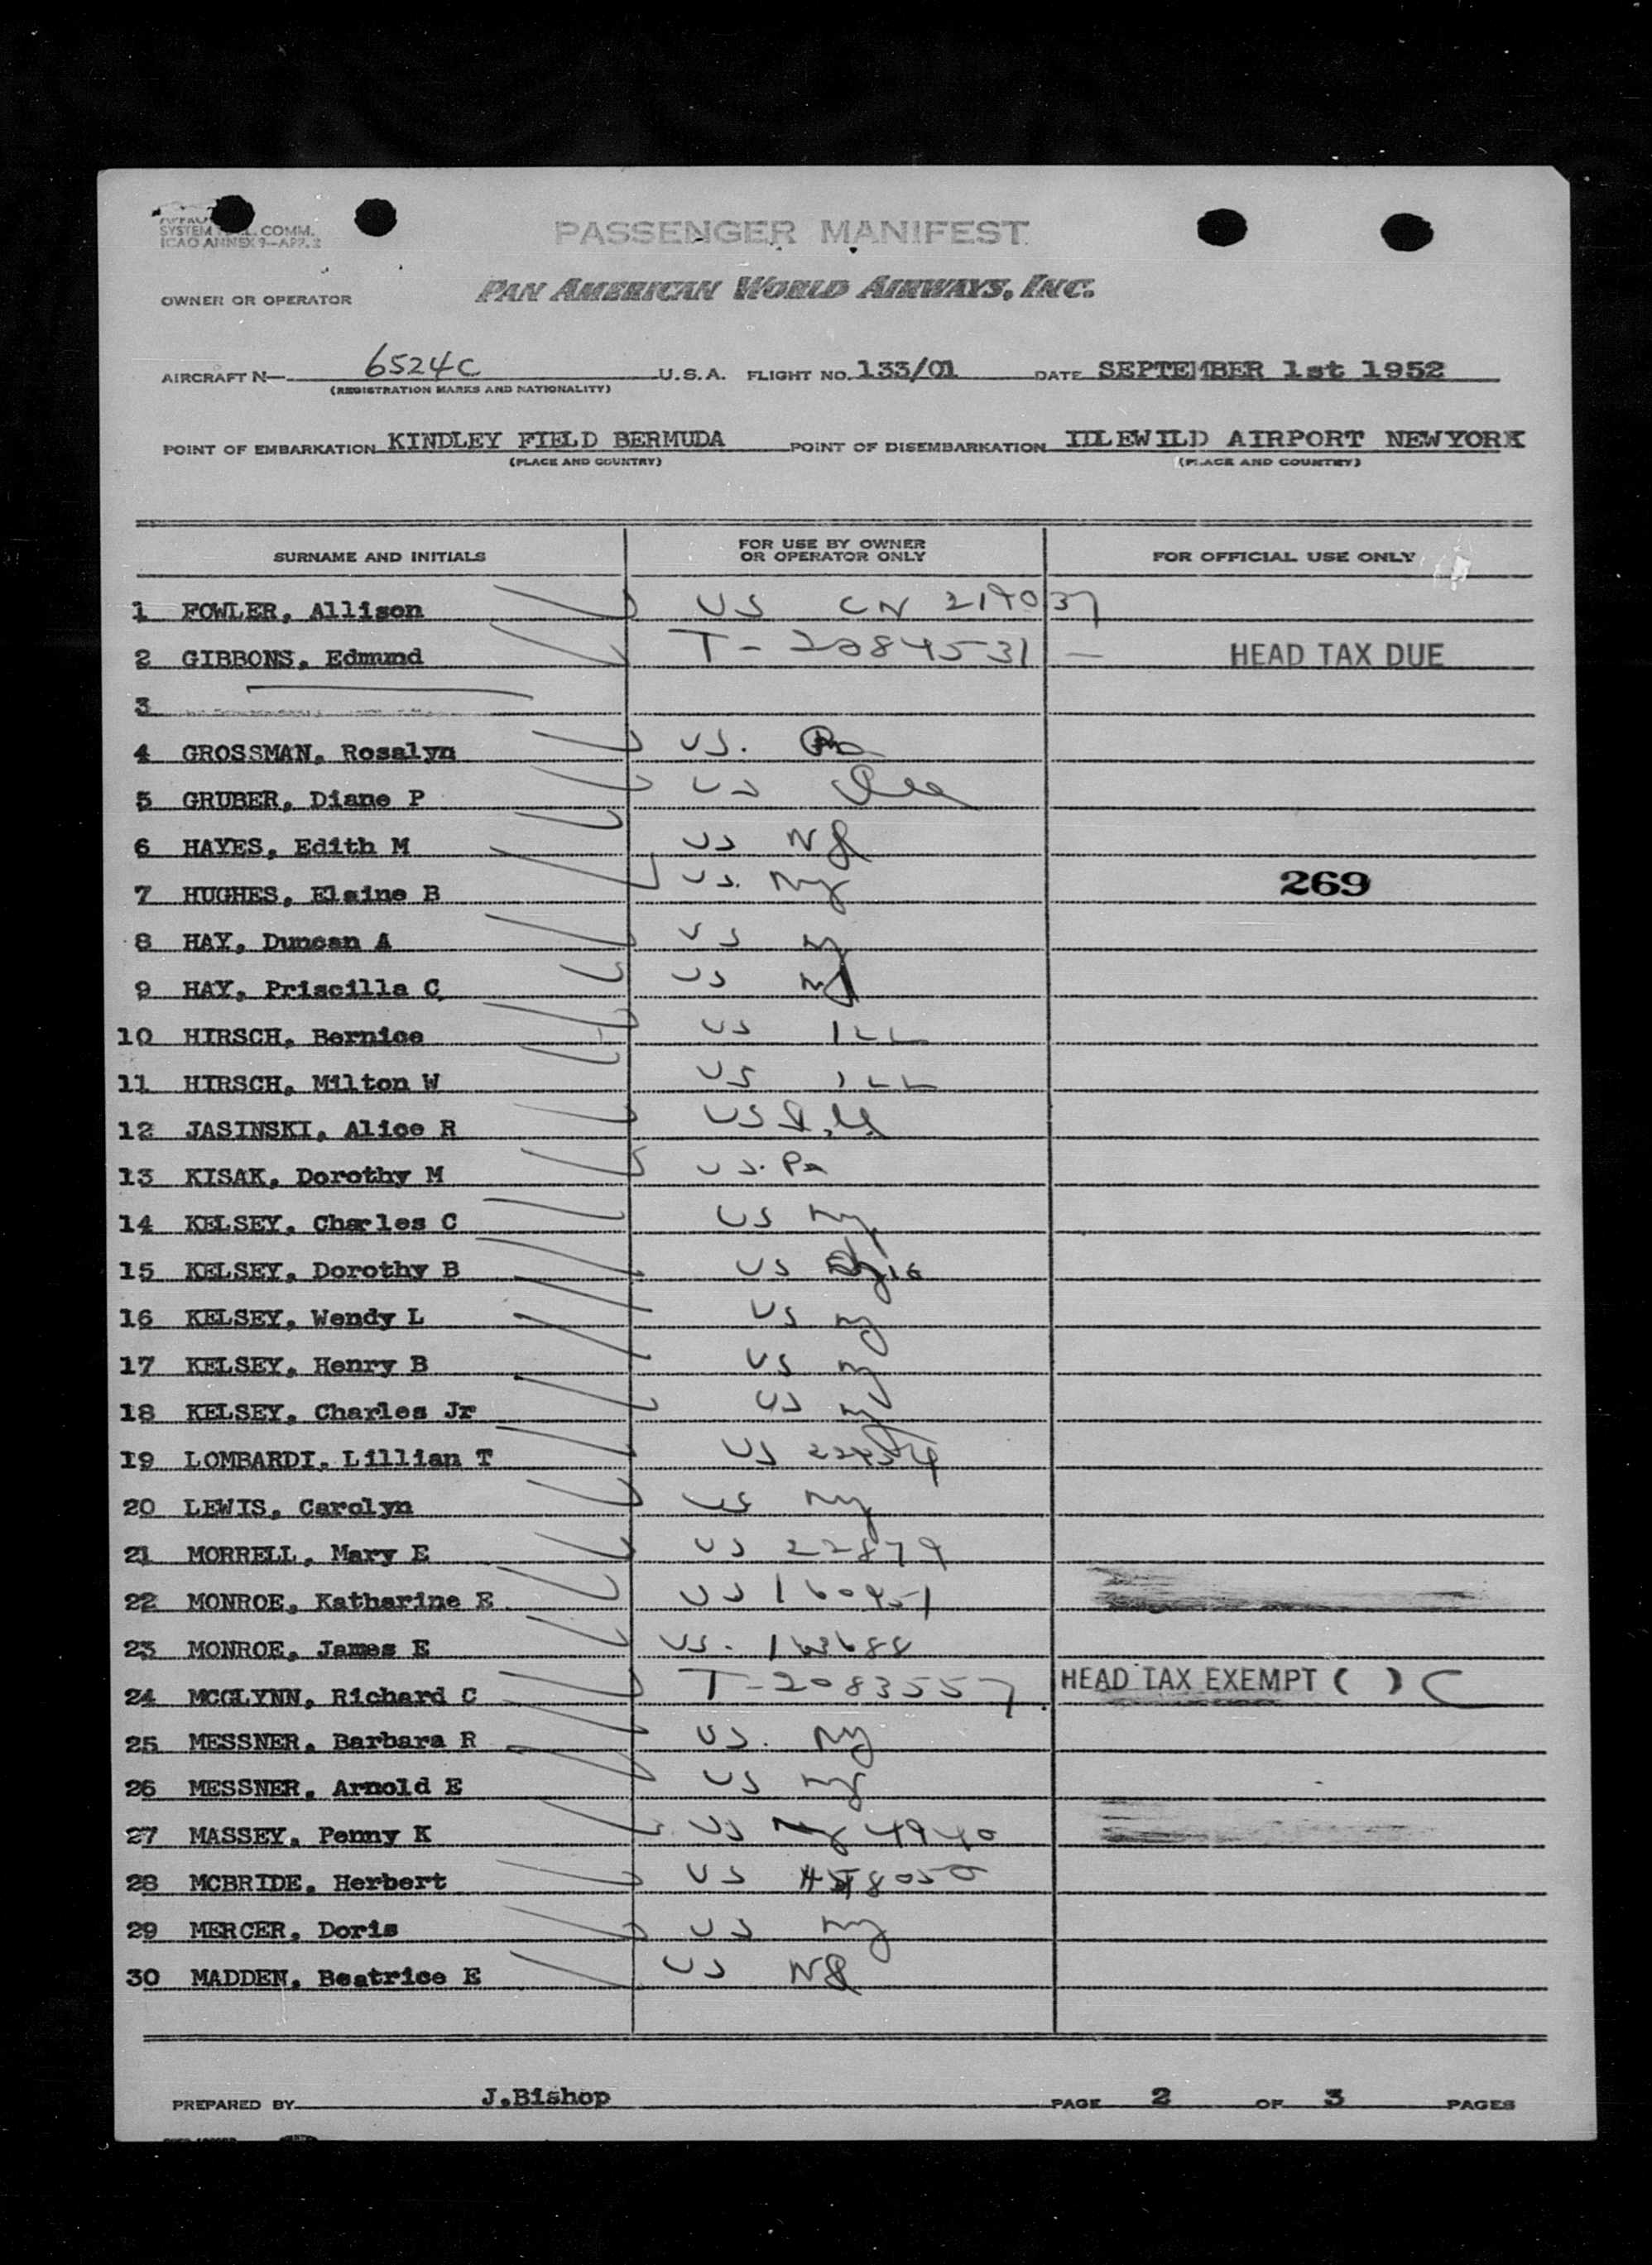 SYSTEM COMM.
ICAO ANNEX 9-APP. 2
PASSENGER MANIFEST
OWNER OR OPERATOR PAN AMERICAN WORLD AIRWAYS, INC.
AIRCRAFT N— 6524C U.S.A. FLIGHT NO. 133/01 DATE SEPTEMBER 1st 1952
(REGISTRATION MARKS AND NATIONALITY)
POINT OF EMBARKATION KINDLEY FIELD BERMUDA POINT OF DISEMBARKATION IDLEWILD AIRPORT NEWYORK
(PLACE AND COUNTRY) (PLACE AND COUNTRY)
SURNAME AND INITIALS FOR USE BY OWNER OR OPERATOR ONLY FOR OFFICIAL USE ONLY
1 FOWLER, Allison US CN 219037
2 GIBBONS, Edmund T-2084531 — HEAD TAX DUE
3
4 GROSSMAN, Rosalyn US. Pa
5 GRUBER, Diane P US
6 HAYES, Edith M US NJ
7 HUGHES, Elaine B US. Ny 269
8 HAY, Duncan A US Ny
9 HAY, Priscilla C US NJ
10 HIRSCH, Bernice US ILL
11 HIRSCH, Milton W US ILL
12 JASINSKI, Alice R US
13 KISAK, Dorothy M US. Pa
14 KELSEY, Charles C US Ny
15 KELSEY, Dorothy B US
16 KELSEY, Wendy L US Ny
17 KELSEY, Henry B US Ny
18 KELSEY, Charles Jr US Ny
19 LOMBARDI, Lillian T US
20 LEWIS, Carolyn US Ny
21 MORRELL, Mary E US 22879
22 MONROE, Katharine E US 160951
23 MONROE, James E US. 163688
24 MCGLYNN, Richard C T-2083557 HEAD TAX EXEMPT ( ) C
25 MESSNER, Barbara R US. Ny
26 MESSNER, Arnold E US Ny
27 MASSEY, Penny K US Ny 4940
28 MCBRIDE, Herbert US
29 MERCER, Doris US Ny
30 MADDEN, Beatrice E US NJ
PREPARED BY J.Bishop PAGE 2 OF 3 PAGES